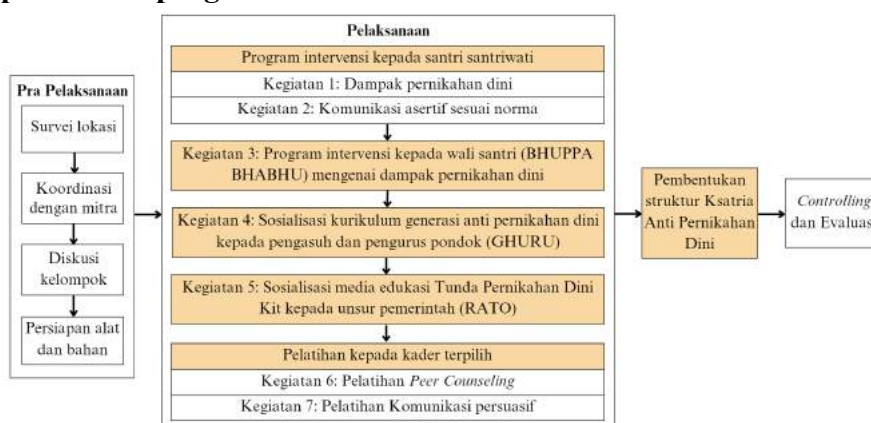 Pra Pelaksanaan
Survei lokasi
Koordinasi
dengan mitra
Diskusi
kelompok
Persiapan alat
dan bahan
Pelaksanaan
Program intervensi kepada santri santriwati
Kegiatan 1: Dampak pernikahan dini
Kegiatan 2: Komunikasi asertif sesuai norma
Kegiatan 3: Program intervensi kepada wali santri (BHUPPA
BHABHU) mengenai dampak pernikahan dini
Kegiatan 4: Sosialisasi kurikulum generasi anti pernikahan dini
kepada pengasuh dan pengurus pondok (GHURU)
Kegiatan 5: Sosialisasi media edukasi Tunda Pernikahan Dini
Kit kepada unsur pemerintah (RATO)
Pelatihan kepada kader terpilih
Kegiatan 6: Pelatihan Peer Counseling
Kegiatan 7: Pelatihan Komunikasi persuasif
Pembentukan
struktur Ksatria
Anti Pernikahan
Dini
Controlling
dan Evaluas